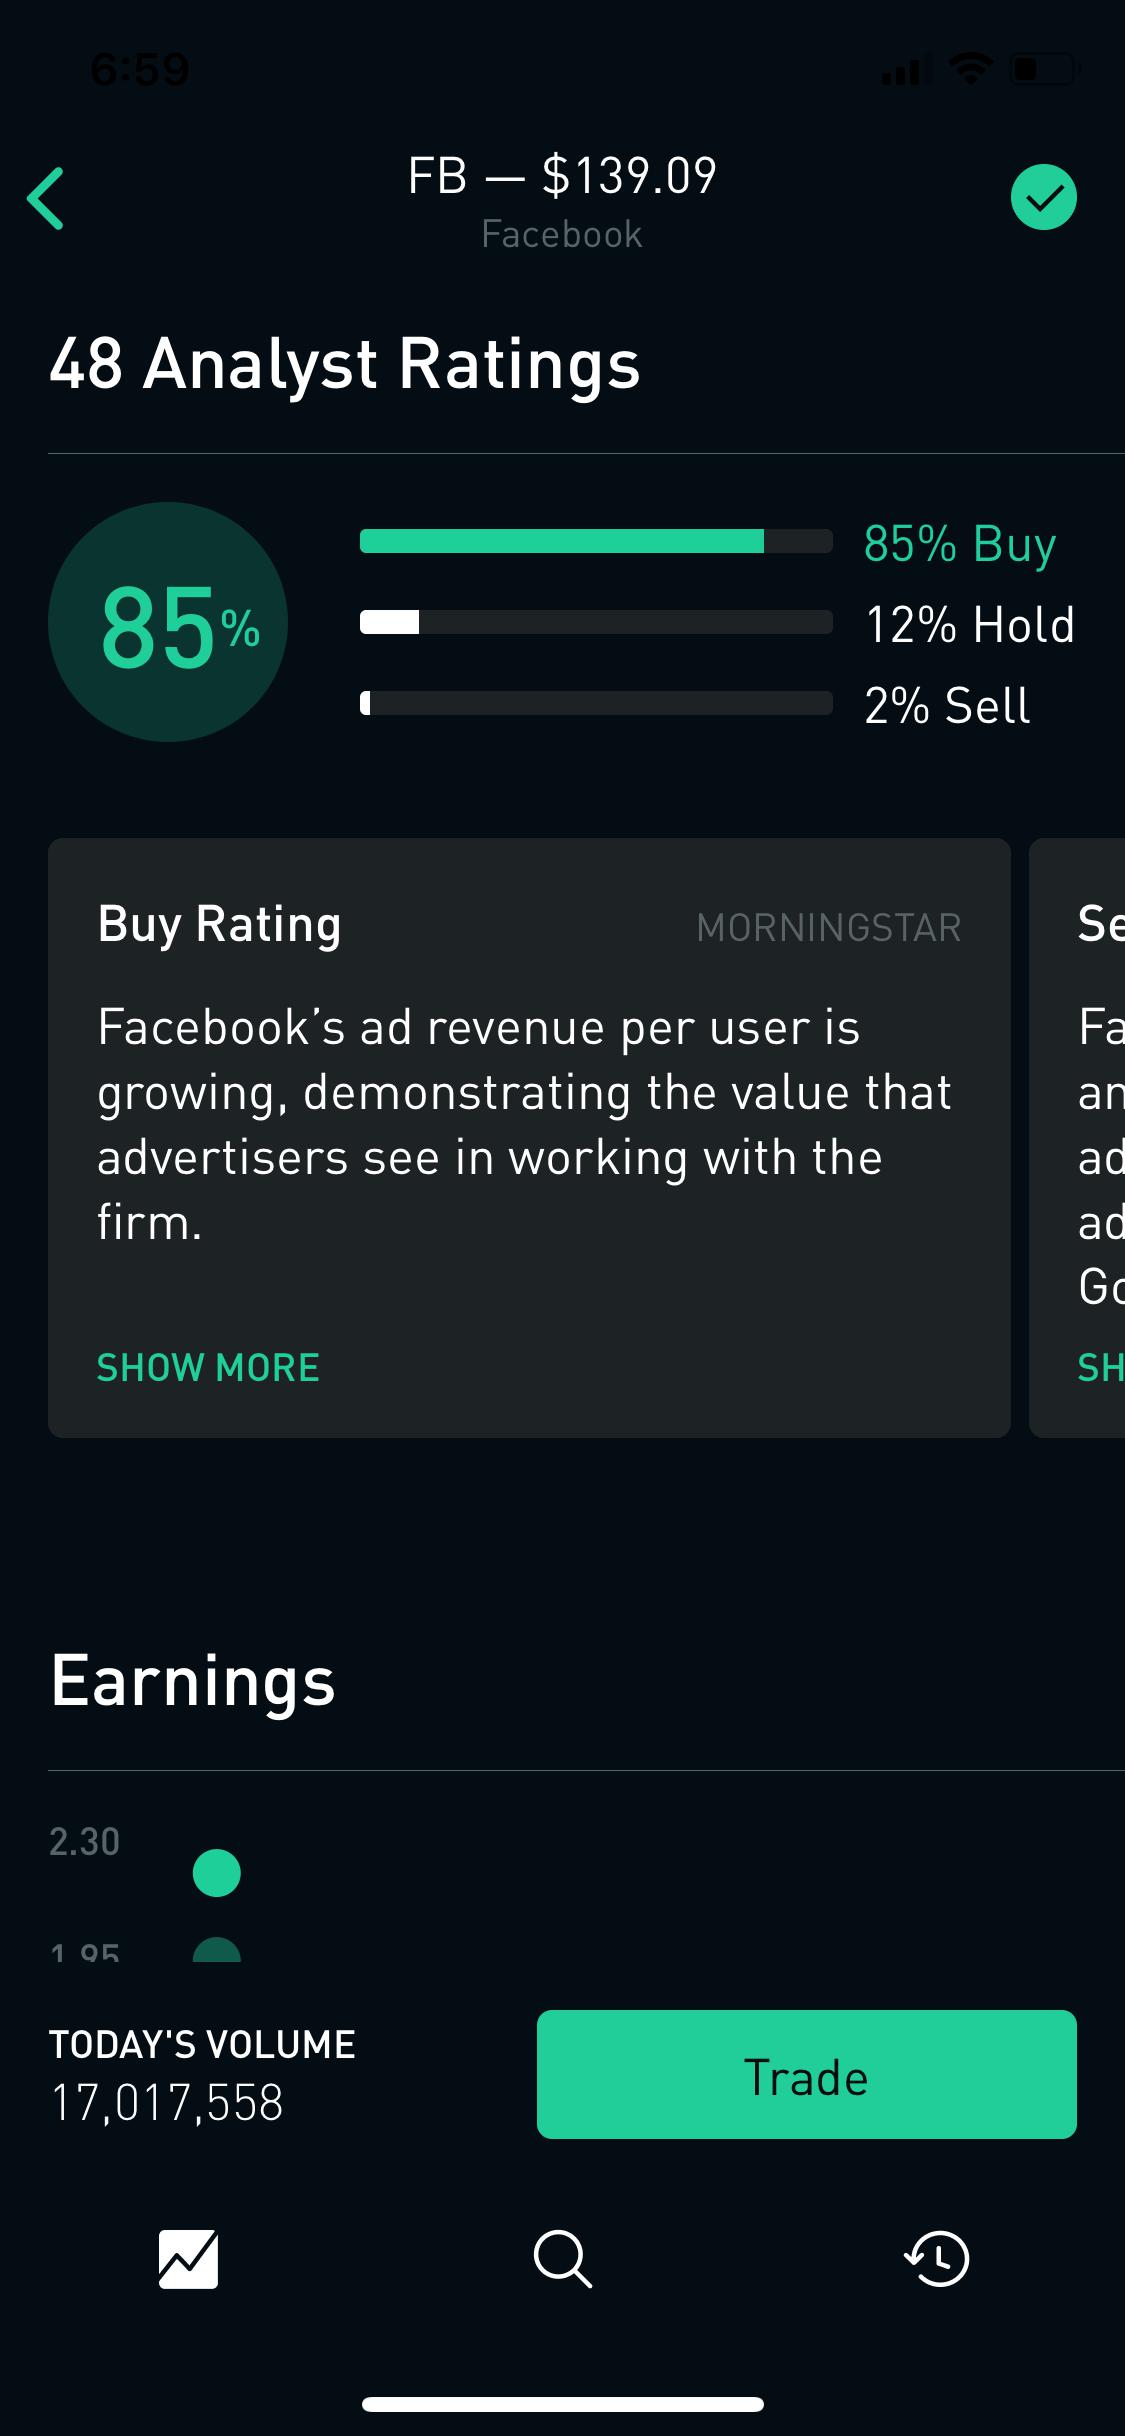 6:59
FB — $139.09
Facebook
48 Analyst Ratings
85%
85% Buy
12% Hold
2% Sell
Buy Rating
MORNINGSTAR
Facebook’s ad revenue per user is
growing, demonstrating the value that
advertisers see in working with the
firm.
SHOW MORE
Earnings
2.30
1.95
TODAY'S VOLUME
17,017,558
Trade